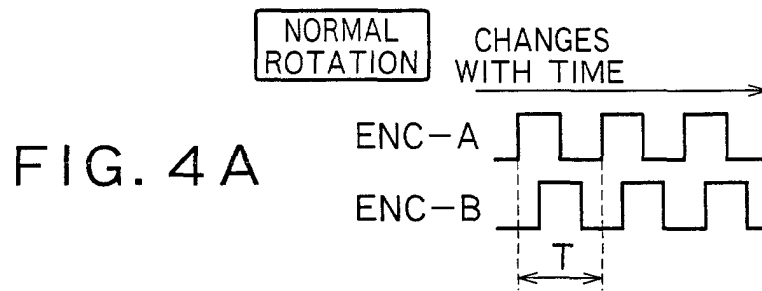 NORMAL
ROTATION
CHANGES
WITH TIME
FIG. 4A
ENC-A
ENC-B
T